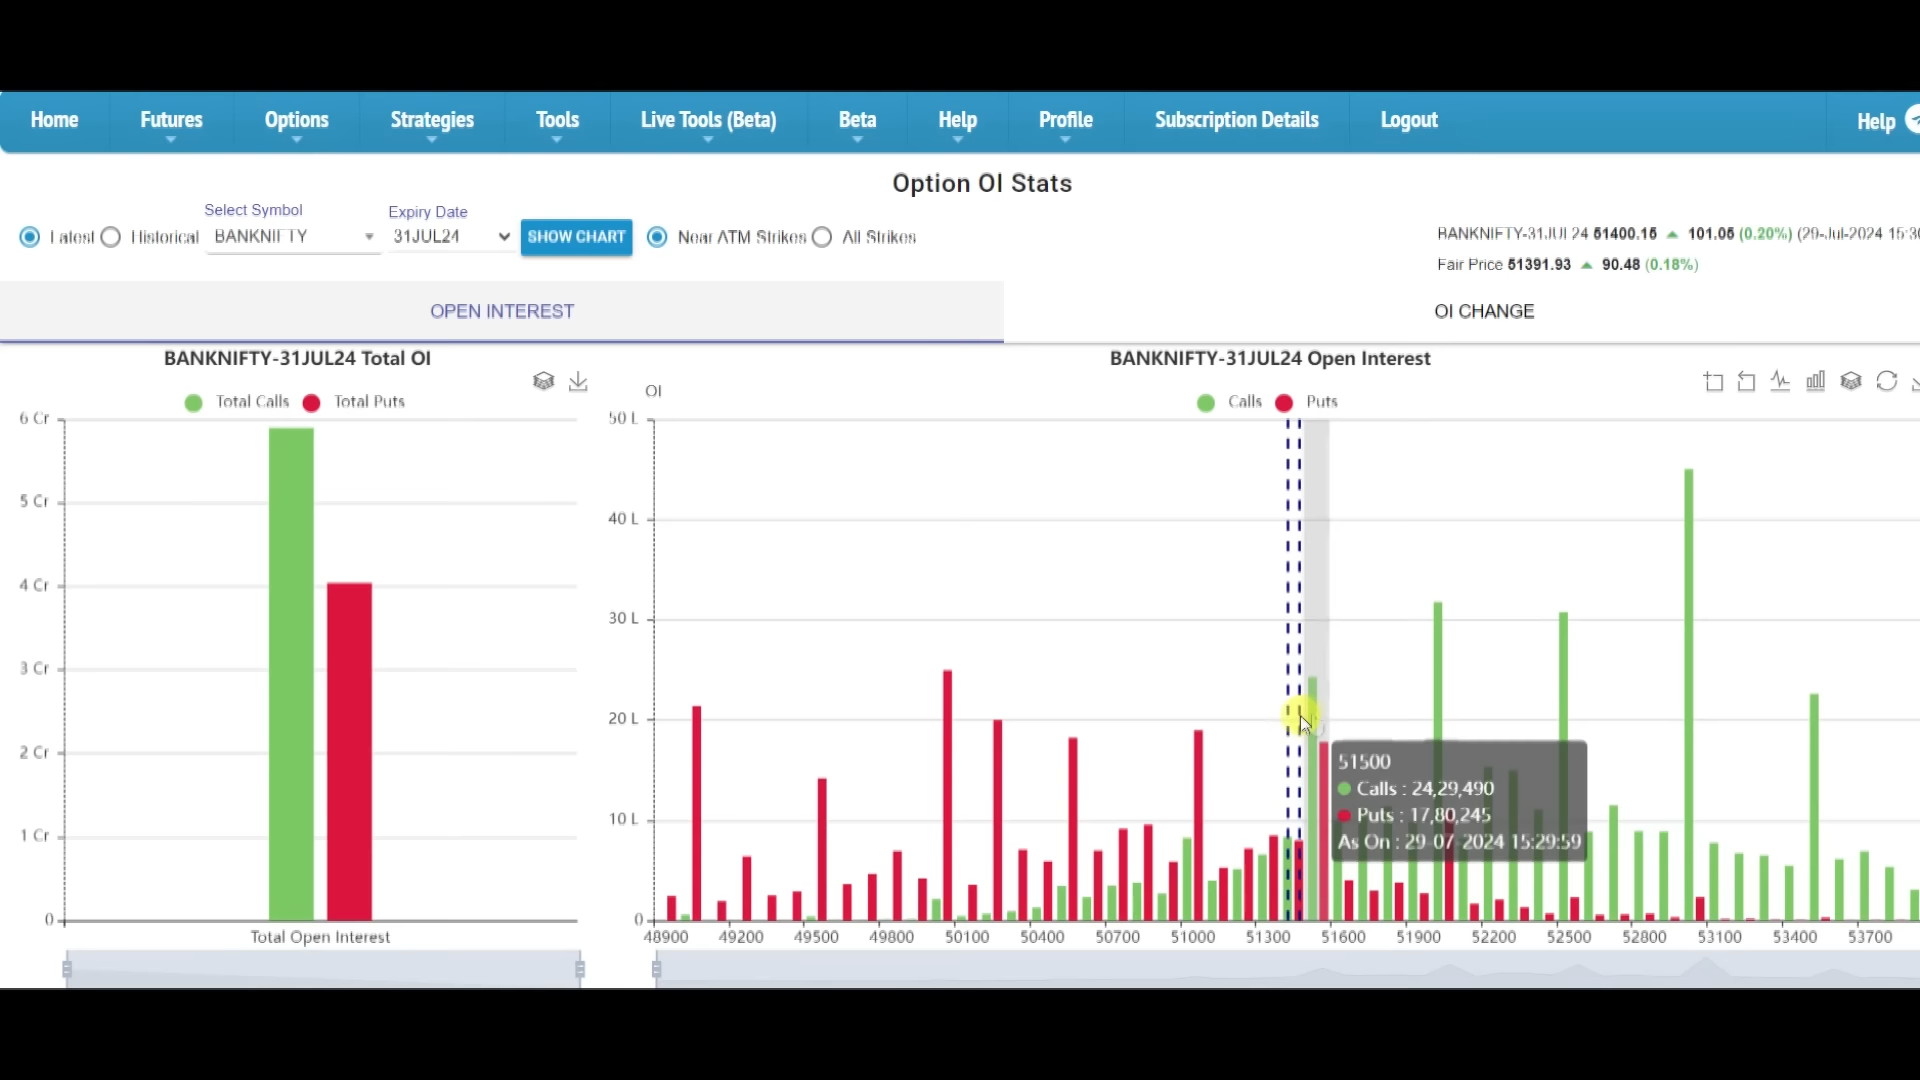 Home Futures Options Strategies Tools Live Tools (Beta) Beta Help Profile Subscription Details Logout Help
Option OI Stats
Select Symbol Expiry Date
Latest Historical BANKNIFTY 31JUL24 SHOW CHART Near ATM Strikes All Strikes
BANKNIFTY-31JUL24 51400.15 101.05 (0.20%) (29-Jul-2024 15:30
Fair Price 51391.93 90.48 (0.18%)
OPEN INTEREST OI CHANGE
BANKNIFTY-31JUL24 Total OI
Total Calls Total Puts
6 Cr
5 Cr
4 Cr
3 Cr
2 Cr
1 Cr
0
Total Open Interest
BANKNIFTY-31JUL24 Open Interest
OI
Calls Puts
50 L
40 L
30 L
20 L
10 L
0
51500
Calls : 24,29,490
Puts : 17,80,245
As On : 29-07-2024 15:29:59
48900 49200 49500 49800 50100 50400 50700 51000 51300 51600 51900 52200 52500 52800 53100 53400 53700